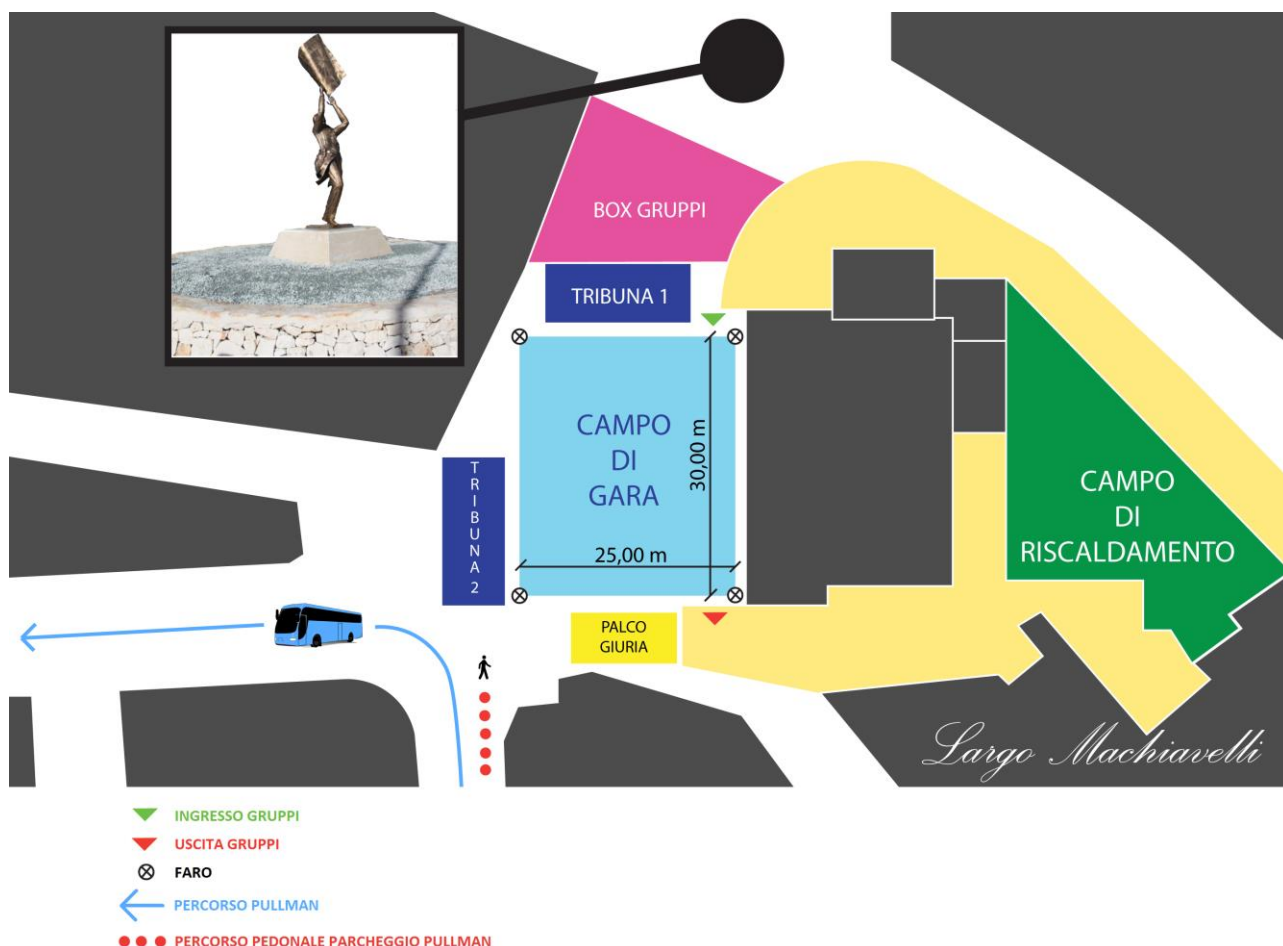 BOX GRUPPI
TRIBUNA 1
CAMPO
DI
GARA
30,00 m
25,00 m
TRIBUNA 2
CAMPO
DI
RISCALDAMENTO
PALCO
GIURIA
Largo Machiavelli
INGRESSO GRUPPI
USCITA GRUPPI
FARO
PERCORSO PULLMAN
PERCORSO PEDONALE PARCHEGGIO PULLMAN